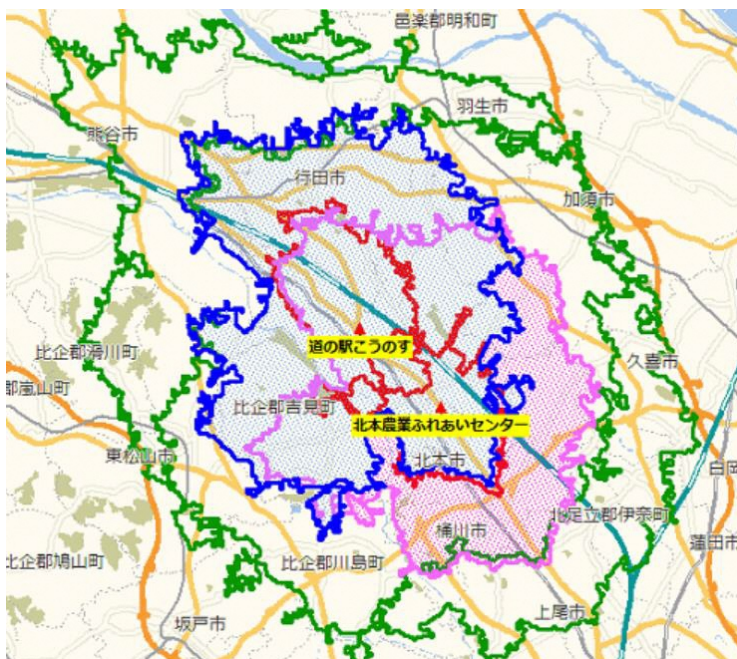 邑楽郡明和町
羽生市
熊谷市
行田市
加須市
道の駅こうのす
比企郡滑川町
久喜市
郡嵐山町
比企郡吉見町
北本農業ふれあいセンター
東松山市
北本市
白岡
北足立郡伊奈町
桶川市
蓮田市
比企郡鳩山町
比企郡川島町
上尾市
坂戸市